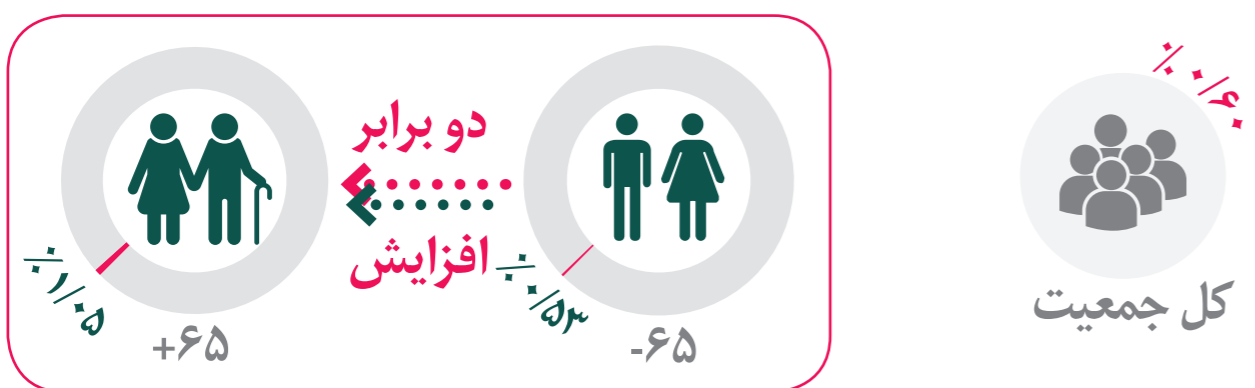 ٪۰/۶۰
کل جمعیت
دو برابر
افزایش
٪۰/۵۳
-۶۵
٪۱/۰۵
+۶۵